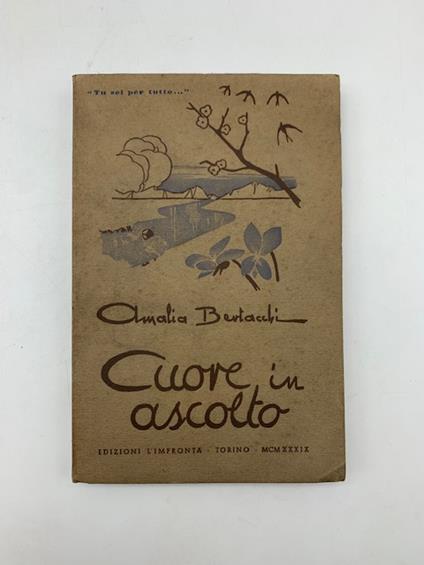 "Tu sei per tutto..."
Amalia Bertacchi
Cuore in
ascolto
EDIZIONI L'IMPRONTA - TORINO - MCMXXXIX